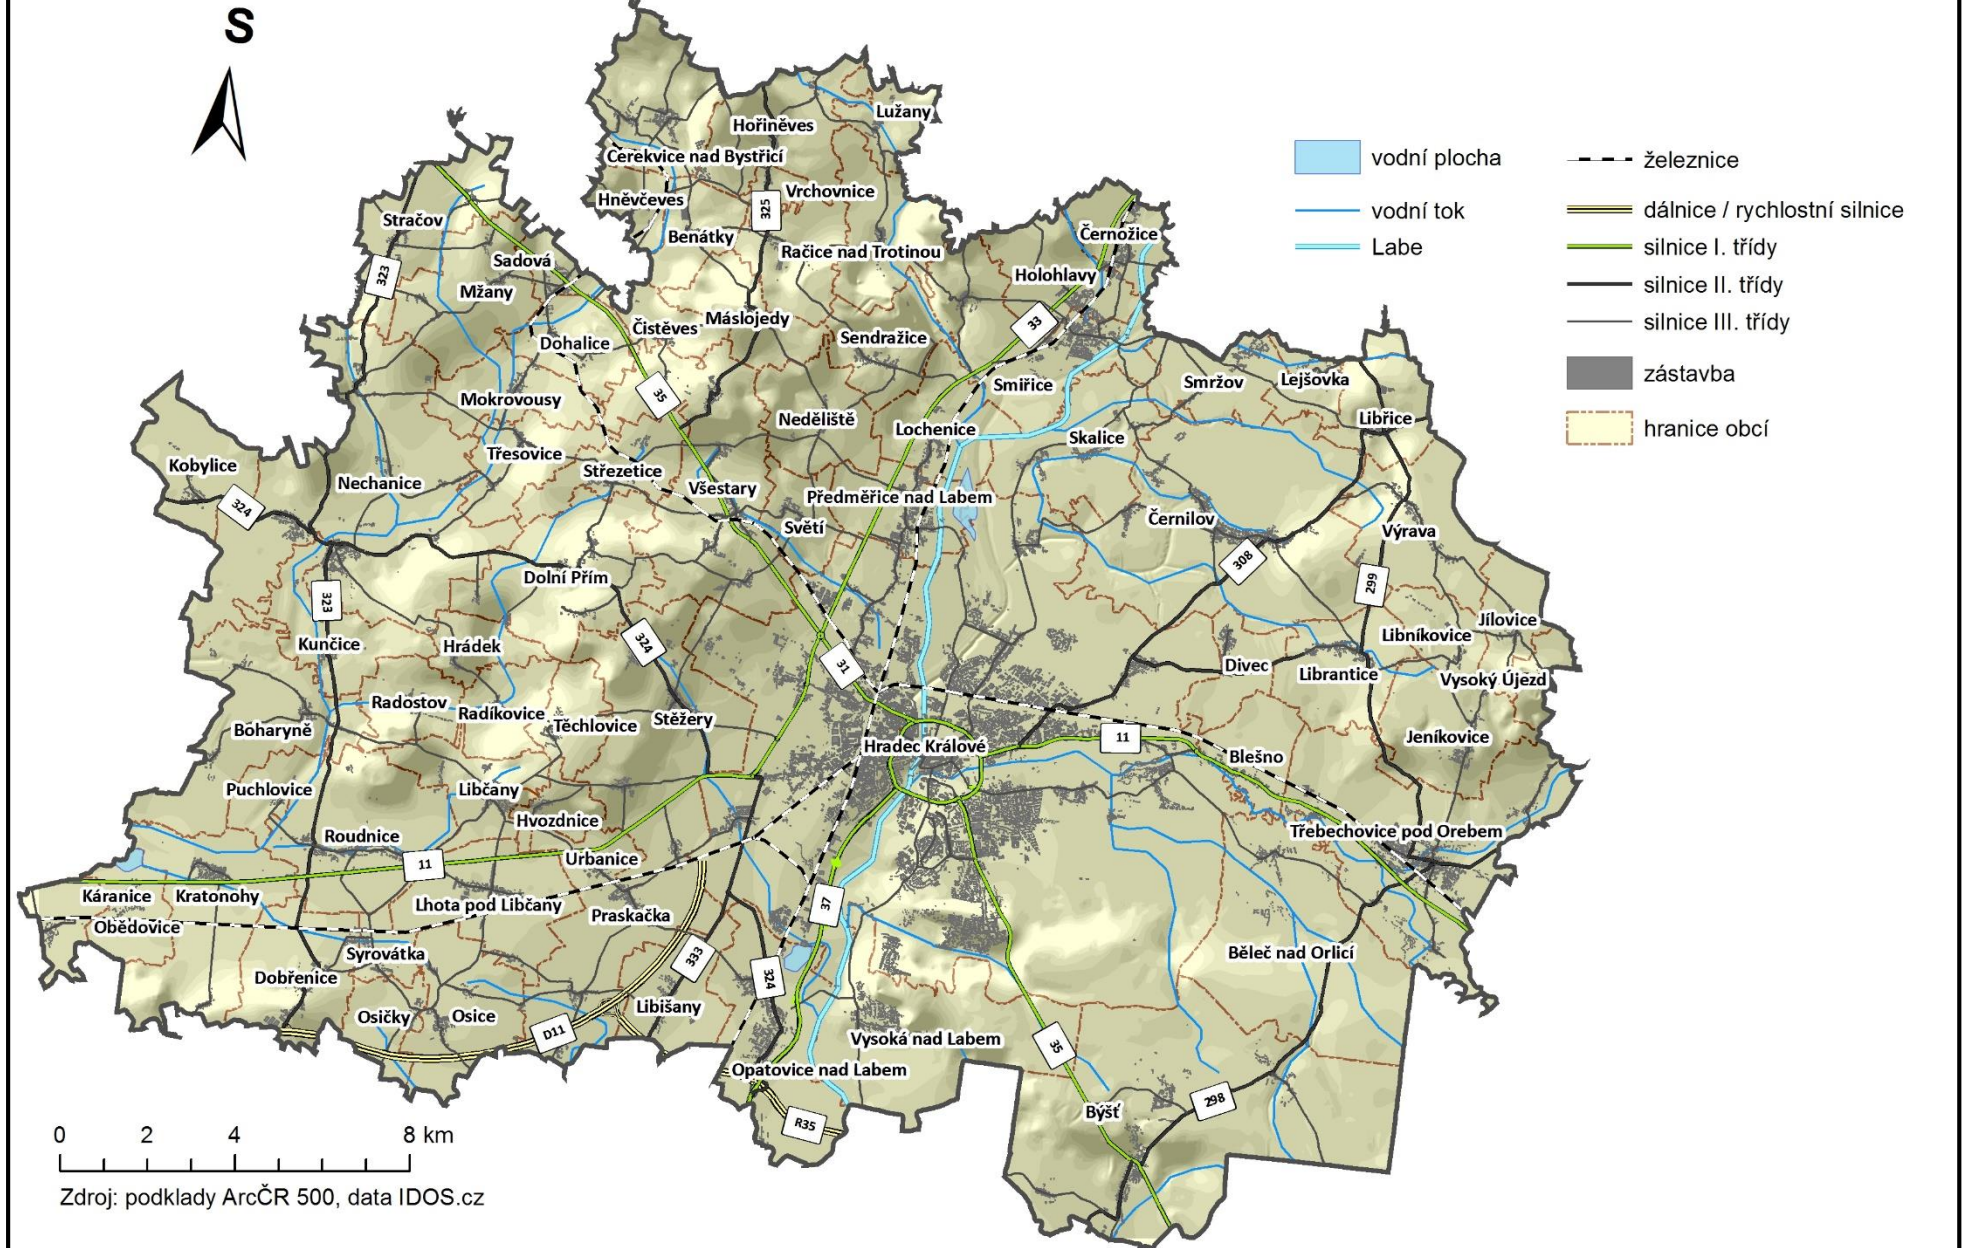 S
Lužany
Hořiněves
Cerekvice nad Bystřicí
Vrchovnice
Hněvčeves
325
Stračov
Benátky
Černožice
Račice nad Trotinou
Sadová
323
Holohlavy
Mžany
Máslojedy
Čistěves
33
Sendražice
Dohalice
Smiřice
Smržov
Lejšovka
35
Mokrovousy
Neděliště
Libřice
Lochenice
Skalice
Třesovice
Kobylice
Střezetice
Nechanice
Všestary
Předměřice nad Labem
324
Světí
Černilov
Výrava
308
Dolní Přím
299
323
Jílovice
Libníkovice
Kunčice
Hrádek
324
31
Divec
Librantice
Vysoký Újezd
Radostov
Radíkovice
Stěžery
Těchlovice
Boharyně
11
Jeníkovice
Hradec Králové
Blešno
Puchlovice
Libčany
Hvozdnice
Třebechovice pod Orebem
Roudnice
11
Urbanice
Káranice
Kratonohy
Lhota pod Libčany
37
Praskačka
Obědovice
Syrovátka
Běleč nad Orlicí
333
Dobřenice
324
Libišany
Osičky
Osice
D11
Vysoká nad Labem
35
Opatovice nad Labem
298
Býšť
R35
vodní plocha
vodní tok
Labe
železnice
dálnice / rychlostní silnice
silnice I. třídy
silnice II. třídy
silnice III. třídy
zástavba
hranice obcí
0 2 4 8 km
Zdroj: podklady ArcČR 500, data IDOS.cz